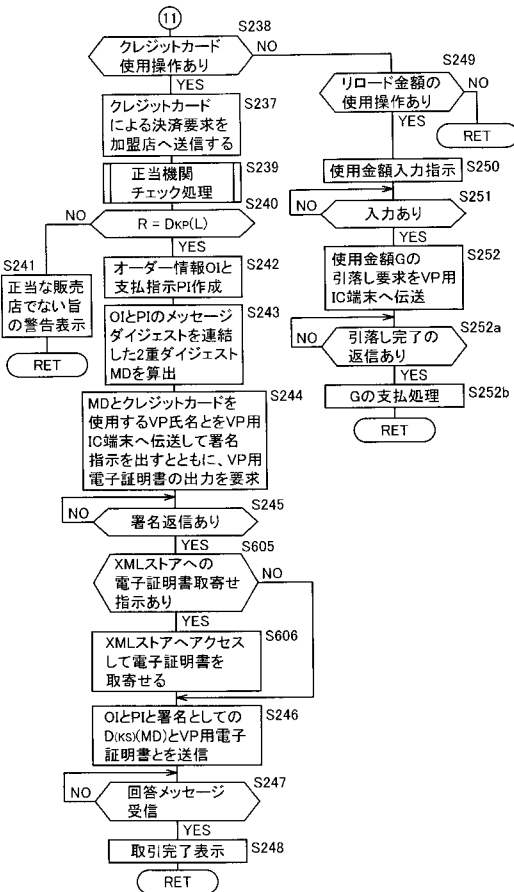 11
S238
クレジットカード
使用操作あり
NO
YES
S237
クレジットカード
による決済要求を
加盟店へ送信する
S239
正当機関
チェック処理
S240
NO
R = DKP(L)
YES
S241
正当な販売
店でない旨
の警告表示
RET
S242
オーダー情報OIと
支払指示PI作成
S243
OIとPIのメッセージ
ダイジェストを連結
した2重ダイジェスト
MDを算出
S244
MDとクレジットカードを
使用するVP氏名とをVP用
IC端末へ伝送して署名
指示を出すとともに、VP用
電子証明書の出力を要求
S245
NO
署名返信あり
YES
S605
XMLストアへの
電子証明書取寄せ
指示あり
NO
YES
S606
XMLストアへアクセス
して電子証明書を
取寄せる
S246
OIとPIと署名としての
D(KS)(MD)とVP用電子
証明書とを送信
S247
NO
回答メッセージ
受信
YES
取引完了表示
S248
RET
S249
リロード金額の
使用操作あり
NO
RET
YES
使用金額入力指示
S250
S251
NO
入力あり
YES
S252
使用金額Gの
引落し要求をVP用
IC端末へ伝送
S252a
NO
引落し完了の
返信あり
YES
Gの支払処理
S252b
RET